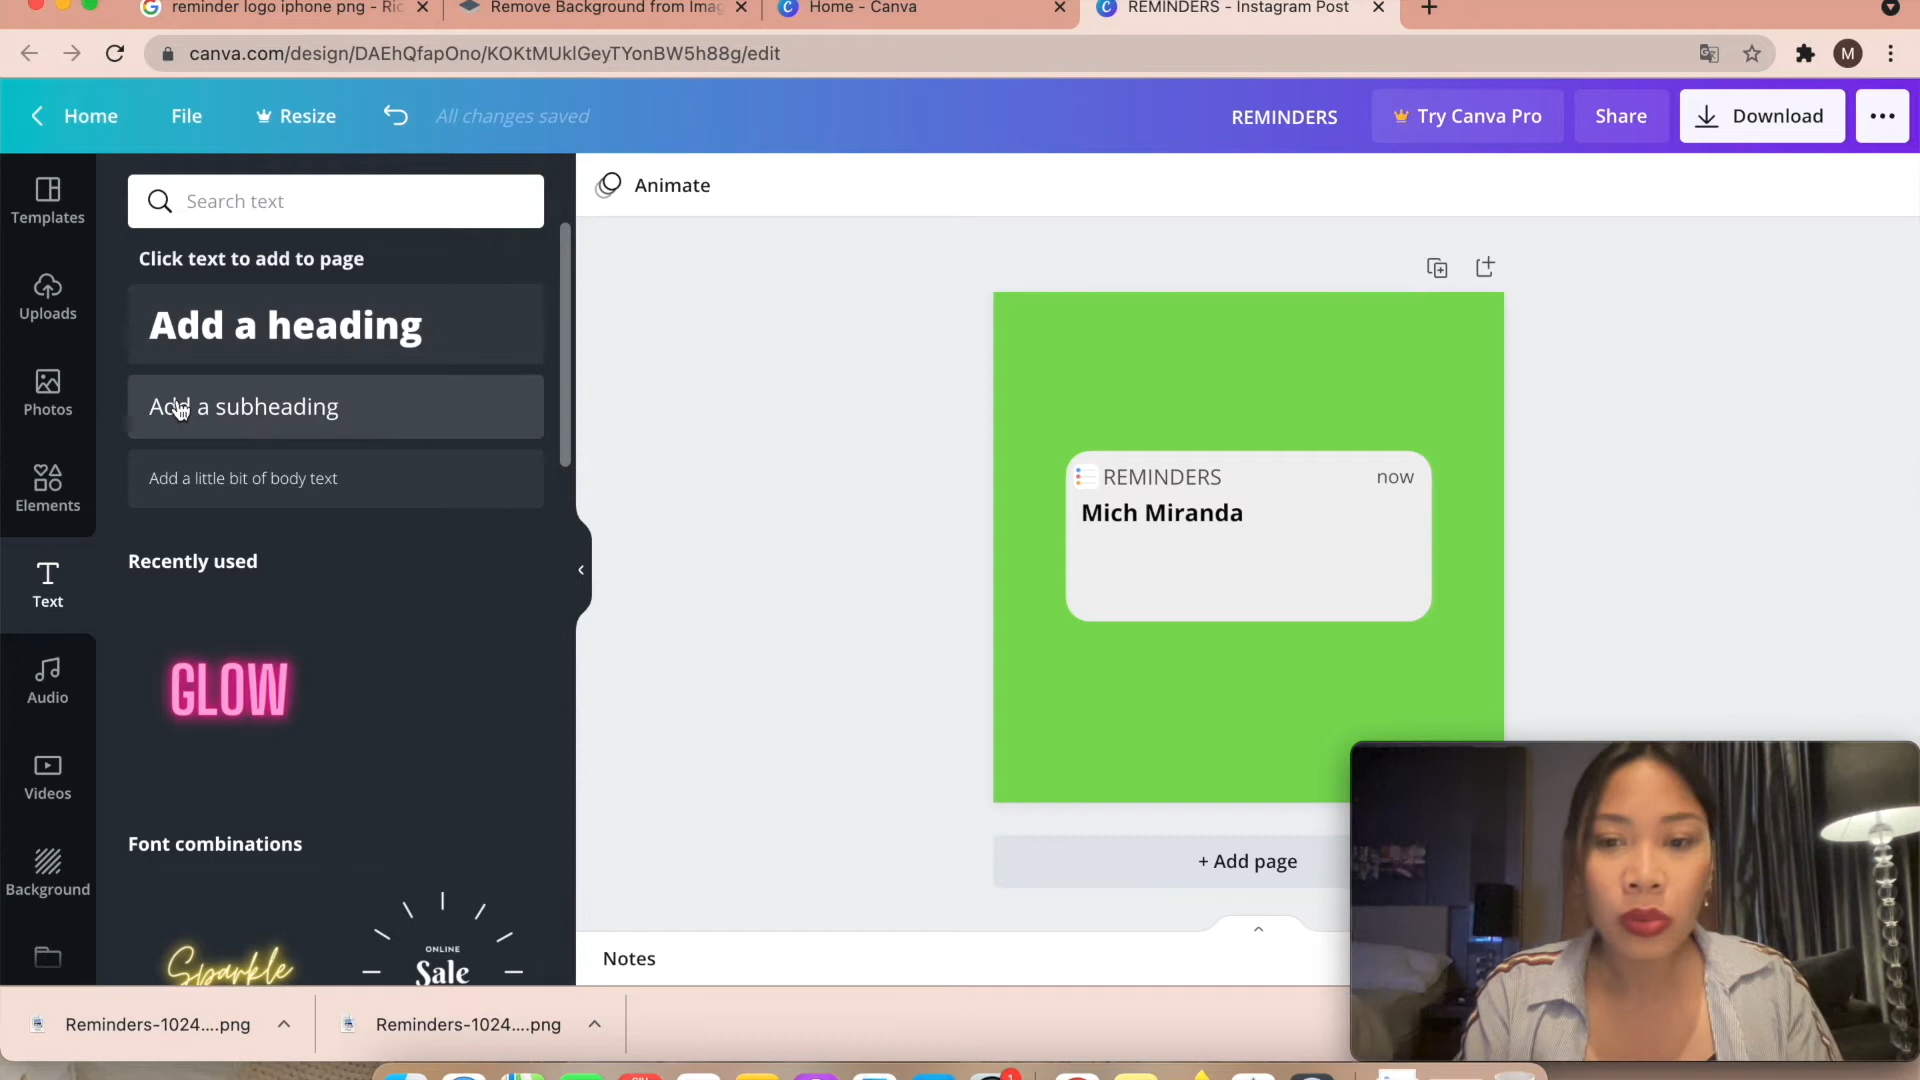 reminder logo iphone png - Ric
Remove Background from Imag
Home - Canva
REMINDERS - Instagram Post
canva.com/design/DAEhQfapOno/KOKtMUklGeyTYonBW5h88g/edit
M
Home
File
Resize
All changes saved
REMINDERS
Try Canva Pro
Share
Download
Templates
Uploads
Photos
Elements
Text
Audio
Videos
Background
Search text
Click text to add to page
Add a heading
Add a subheading
Add a little bit of body text
Recently used
GLOW
Font combinations
Sparkle
ONLINE
Sale
Animate
REMINDERS
now
Mich Miranda
+ Add page
Notes
Reminders-1024....png
Reminders-1024....png
1